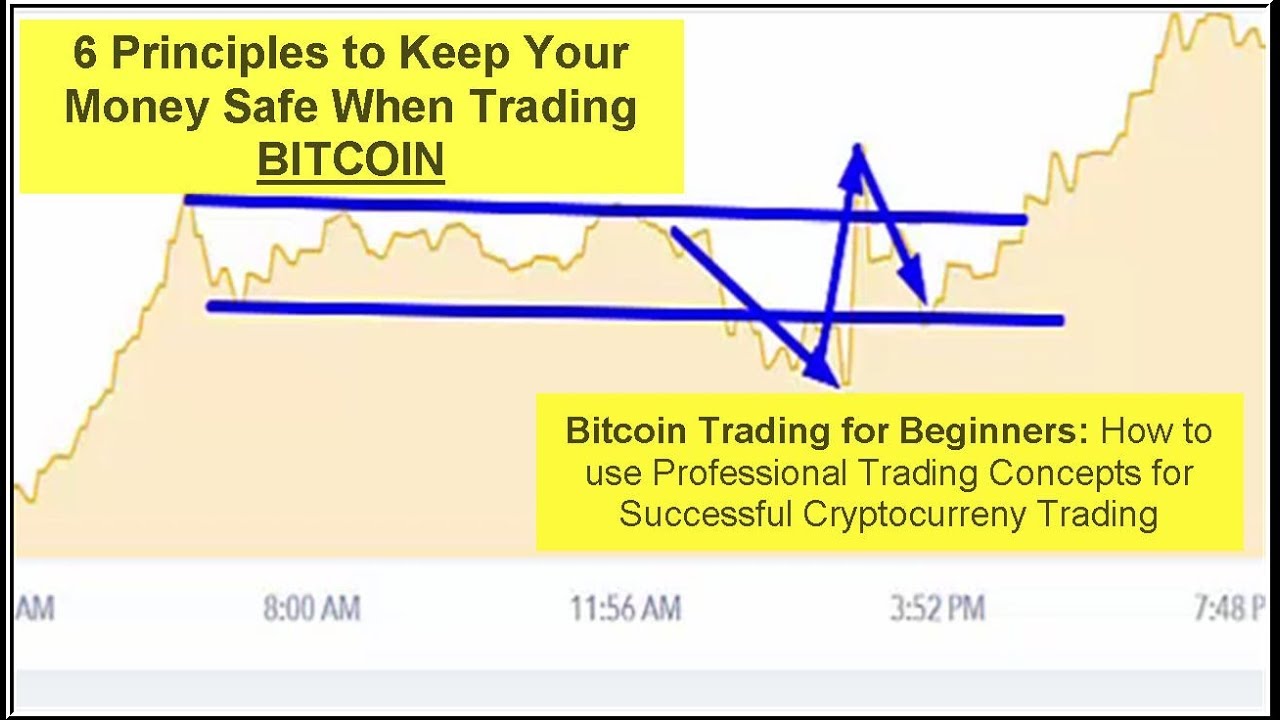 6 Principles to Keep Your
Money Safe When Trading
BITCOIN
Bitcoin Trading for Beginners: How to
use Professional Trading Concepts for
Successful Cryptocurreny Trading
AM 8:00 AM 11:56 AM 3:52 PM 7:48 P